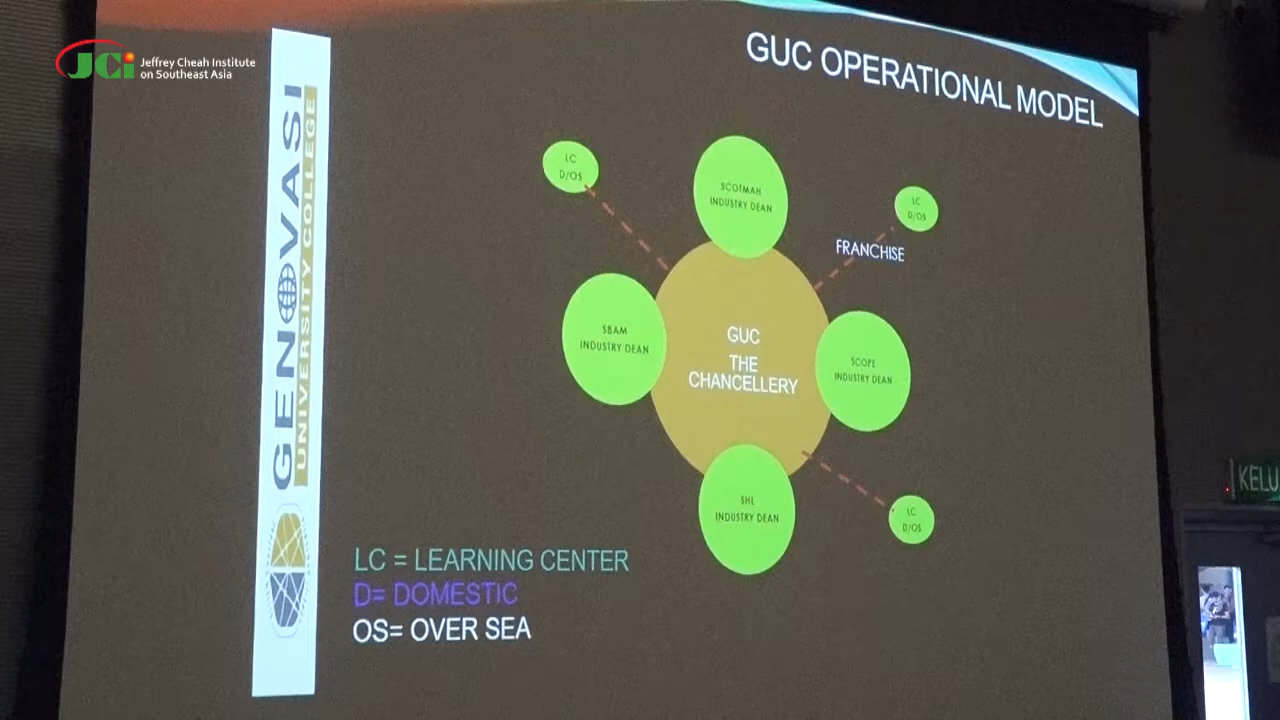 JCi Jeffrey Cheah Institute
on Southeast Asia
GENOVASI
UNIVERSITY COLLEGE
GUC OPERATIONAL MODEL
LC
D/OS
SCOTMAH
INDUSTRY DEAN
LC
D/OS
FRANCHISE
SBAM
INDUSTRY DEAN
GUC
THE
CHANCELLERY
SCOPE
INDUSTRY DEAN
SHL
INDUSTRY DEAN
LC
D/OS
LC = LEARNING CENTER
D= DOMESTIC
OS= OVER SEA
KELU